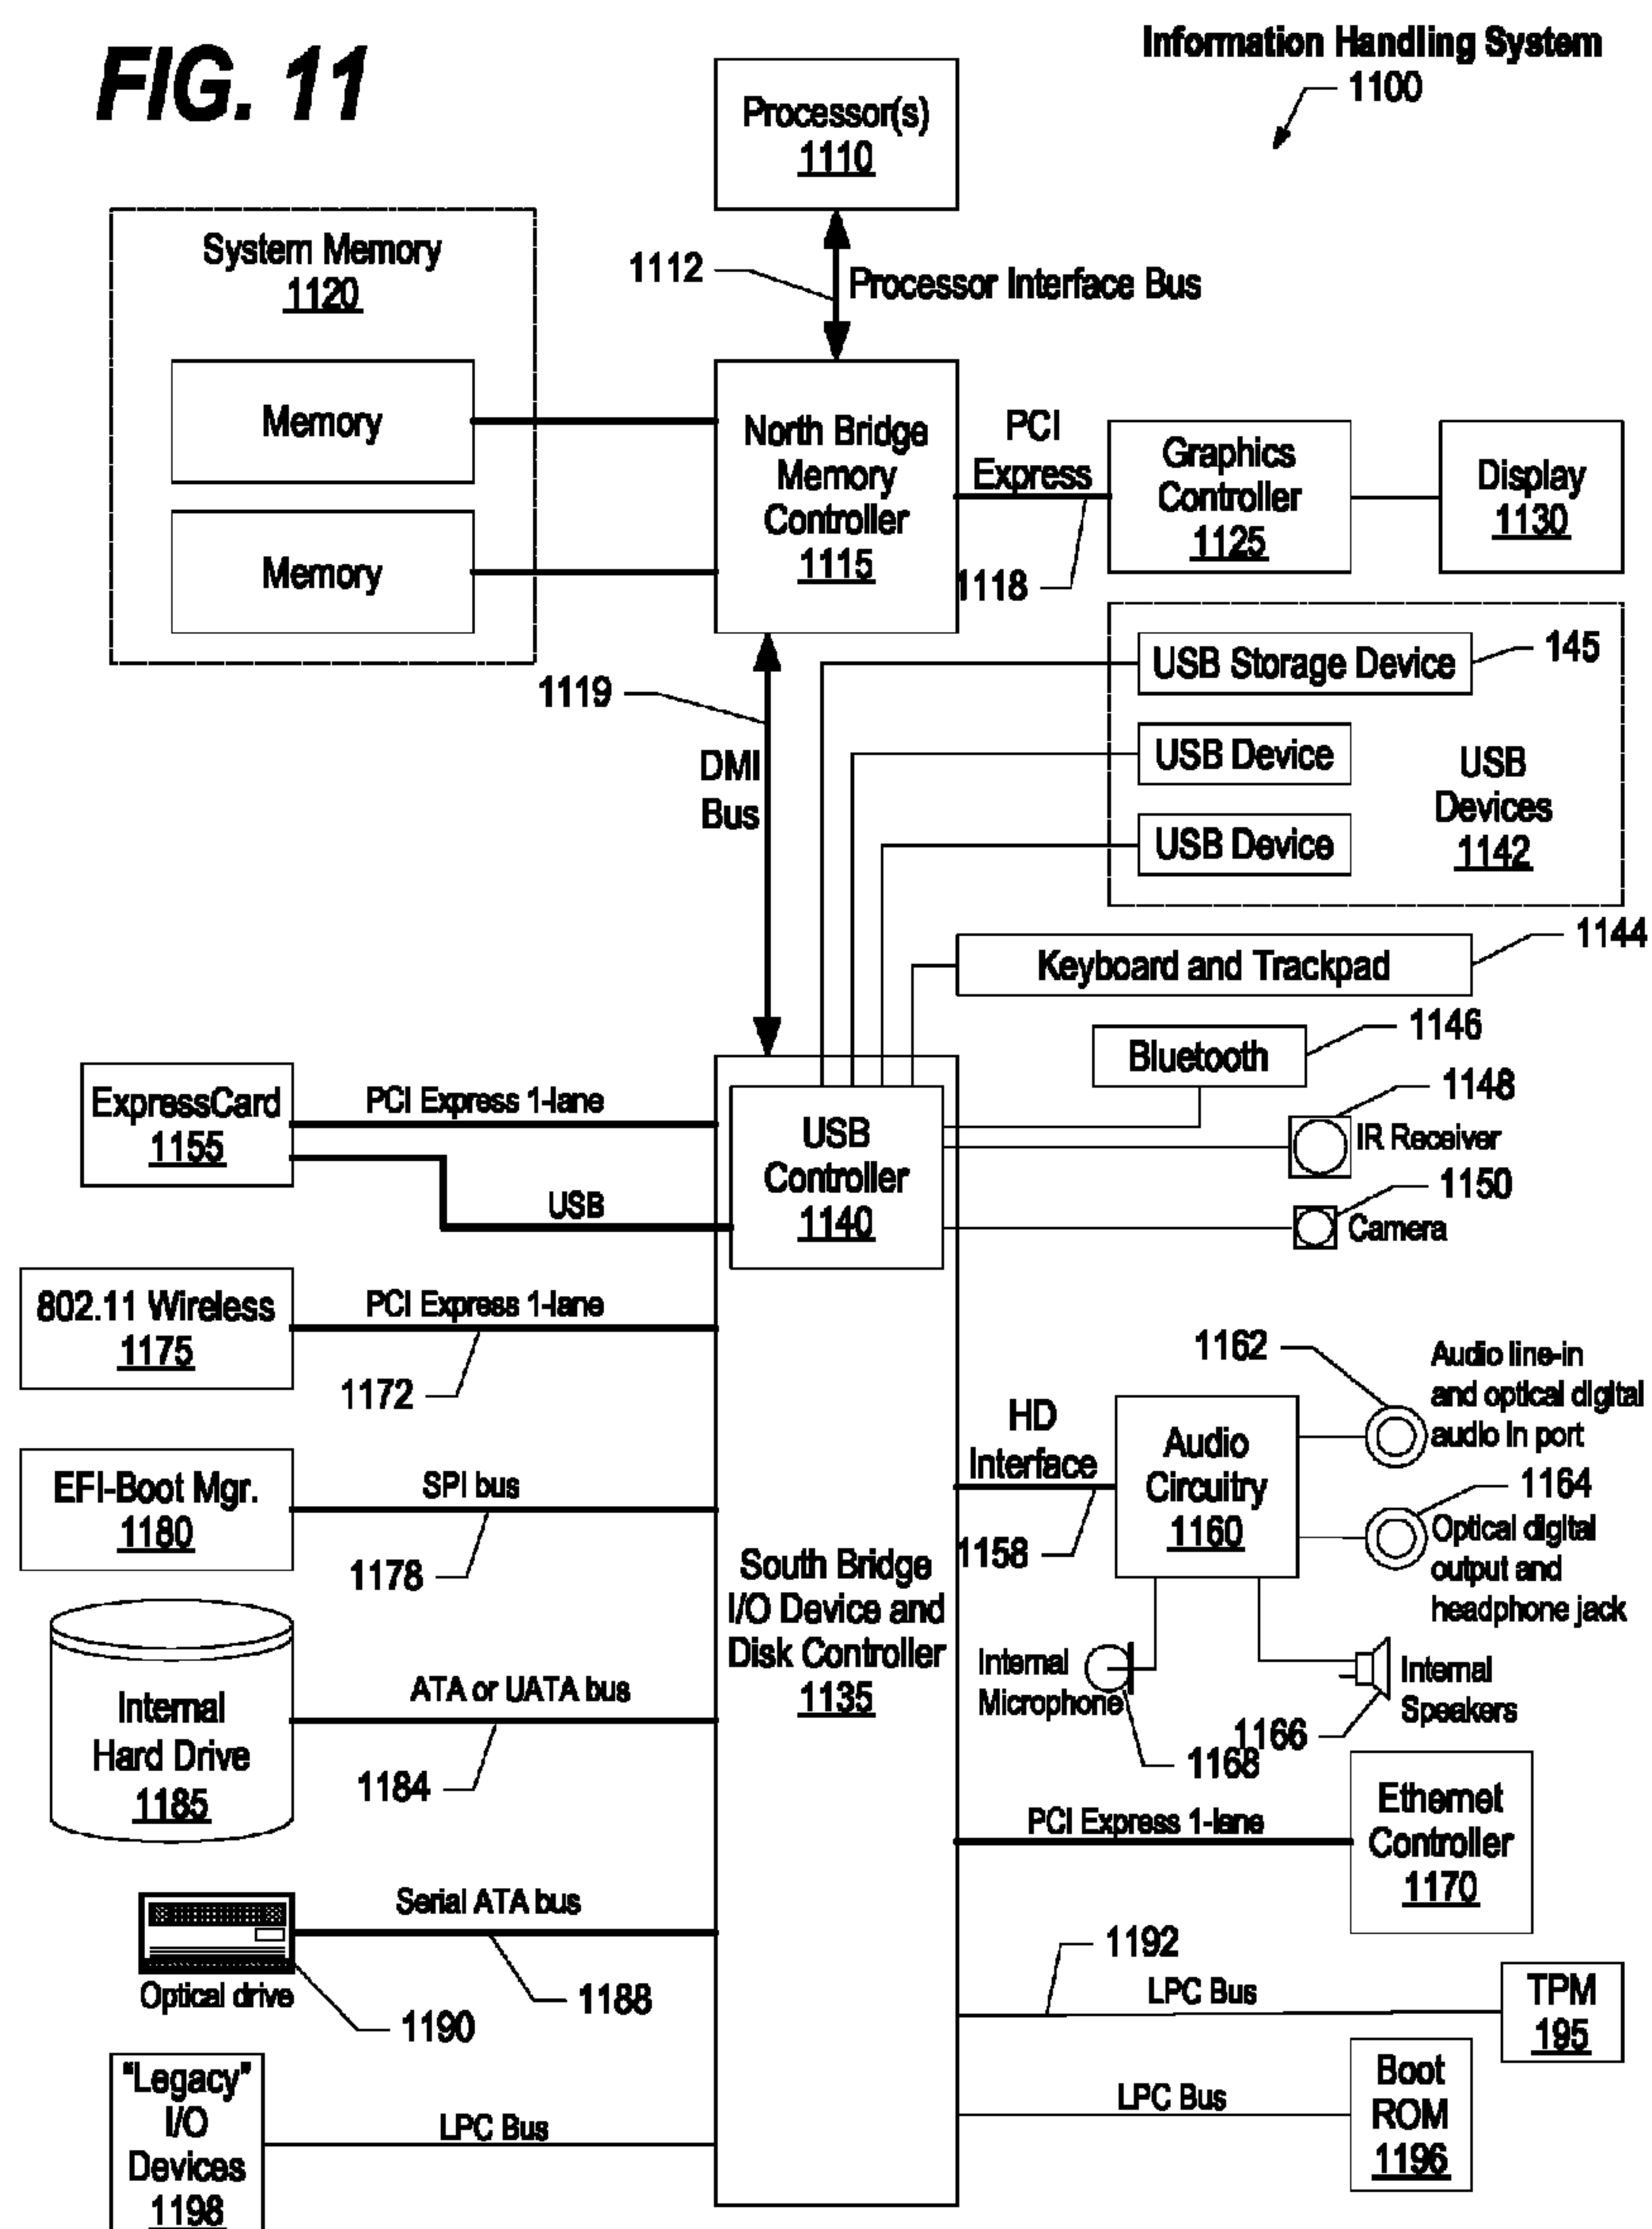 FIG. 11
Information Handling System
1100
Processor(s)
1110
System Memory
1120
1112
Processor Interface Bus
Memory
Memory
North Bridge
Memory
Controller
1115
PCI
Express
1118
Graphics
Controller
1125
Display
1130
1119
DMI
Bus
USB Storage Device
145
USB Device
USB Device
USB
Devices
1142
Keyboard and Trackpad
1144
Bluetooth
1146
1148
IR Receiver
1150
Camera
ExpressCard
1155
PCI Express 1-lane
USB
USB
Controller
1140
802.11 Wireless
1175
PCI Express 1-lane
1172
EFI-Boot Mgr.
1180
SPI bus
1178
South Bridge
I/O Device and
Disk Controller
1135
HD
Interface
1158
Audio
Circuitry
1160
1162
Audio line-in
and optical digital
audio in port
1164
Optical digital
output and
headphone jack
Internal
Microphone
1168
1166
Internal
Speakers
Internal
Hard Drive
1185
ATA or UATA bus
1184
PCI Express 1-lane
Ethernet
Controller
1170
Serial ATA bus
1188
Optical drive
1190
1192
LPC Bus
TPM
195
"Legacy"
I/O
Devices
1198
LPC Bus
LPC Bus
Boot
ROM
1196